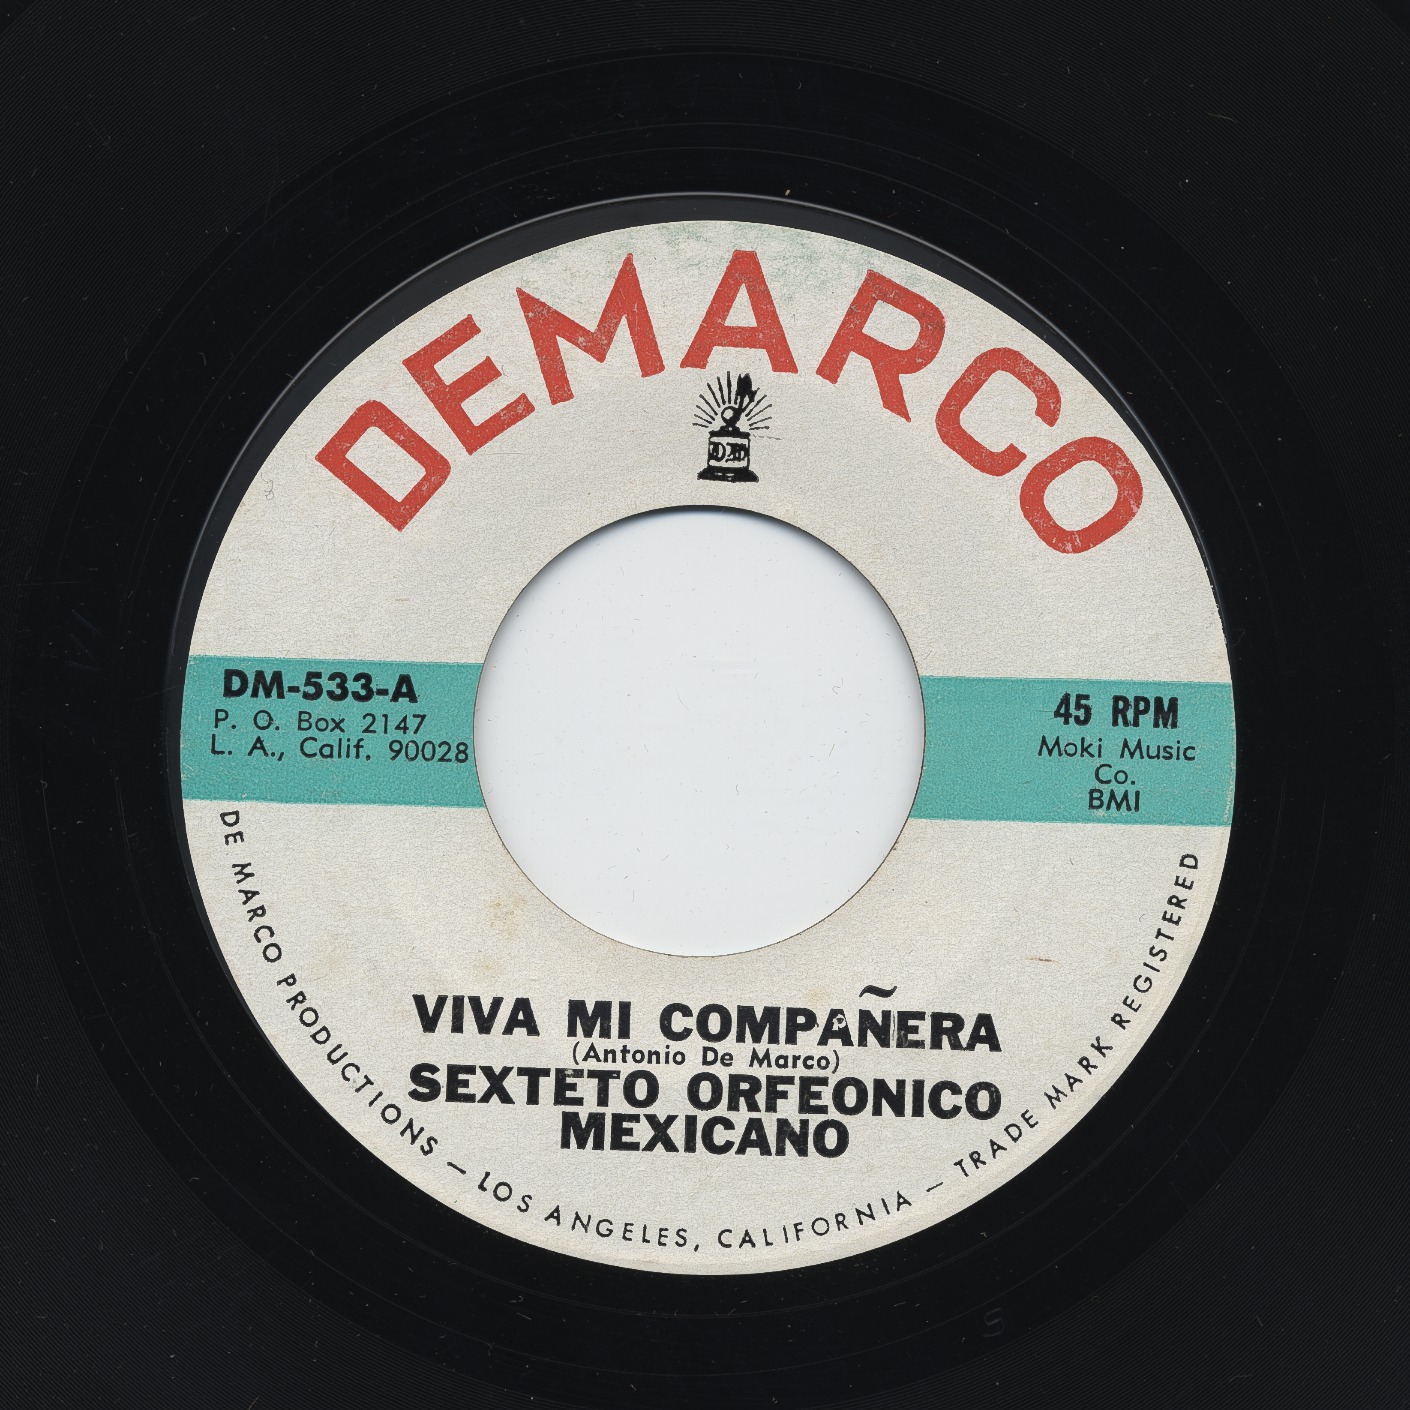 DEMARCO
DM-533-A
P. O. Box 2147
L. A., Calif. 90028
45 RPM
Moki Music
Co.
BMI
VIVA MI COMPAÑERA
(Antonio De Marco)
SEXTETO ORFEONICO
MEXICANO
DE MARCO PRODUCTIONS — LOS ANGELES, CALIFORNIA — TRADE MARK REGISTERED